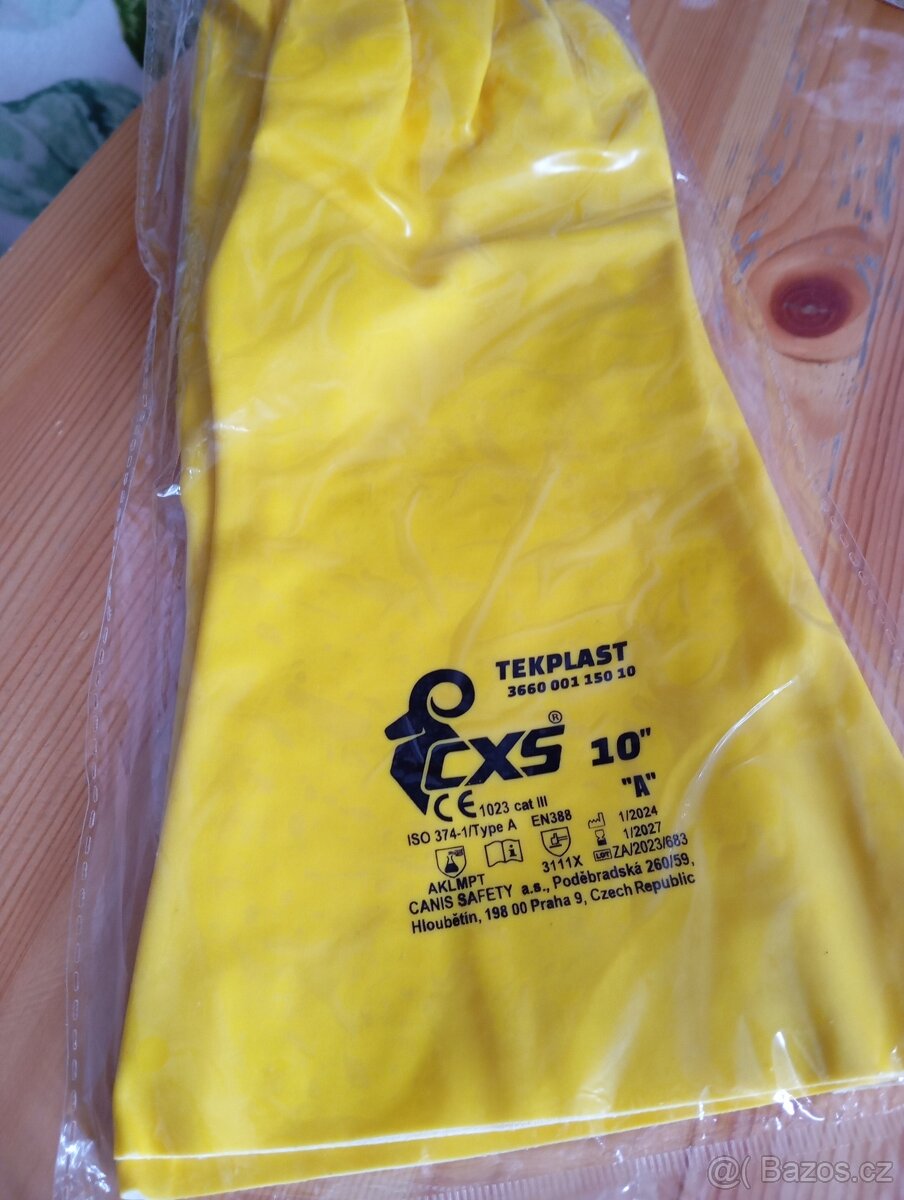 TEKPLAST
3660 001 150 10
CXS® 10"
"A"
CE 1023 cat III
ISO 374-1/Type A EN388 1/2024
1/2027
3111X LOT ZA/2023/683
AKLMPT
CANIS SAFETY a.s., Poděbradská 260/59,
Hloubětín, 198 00 Praha 9, Czech Republic
@( Bazos.cz